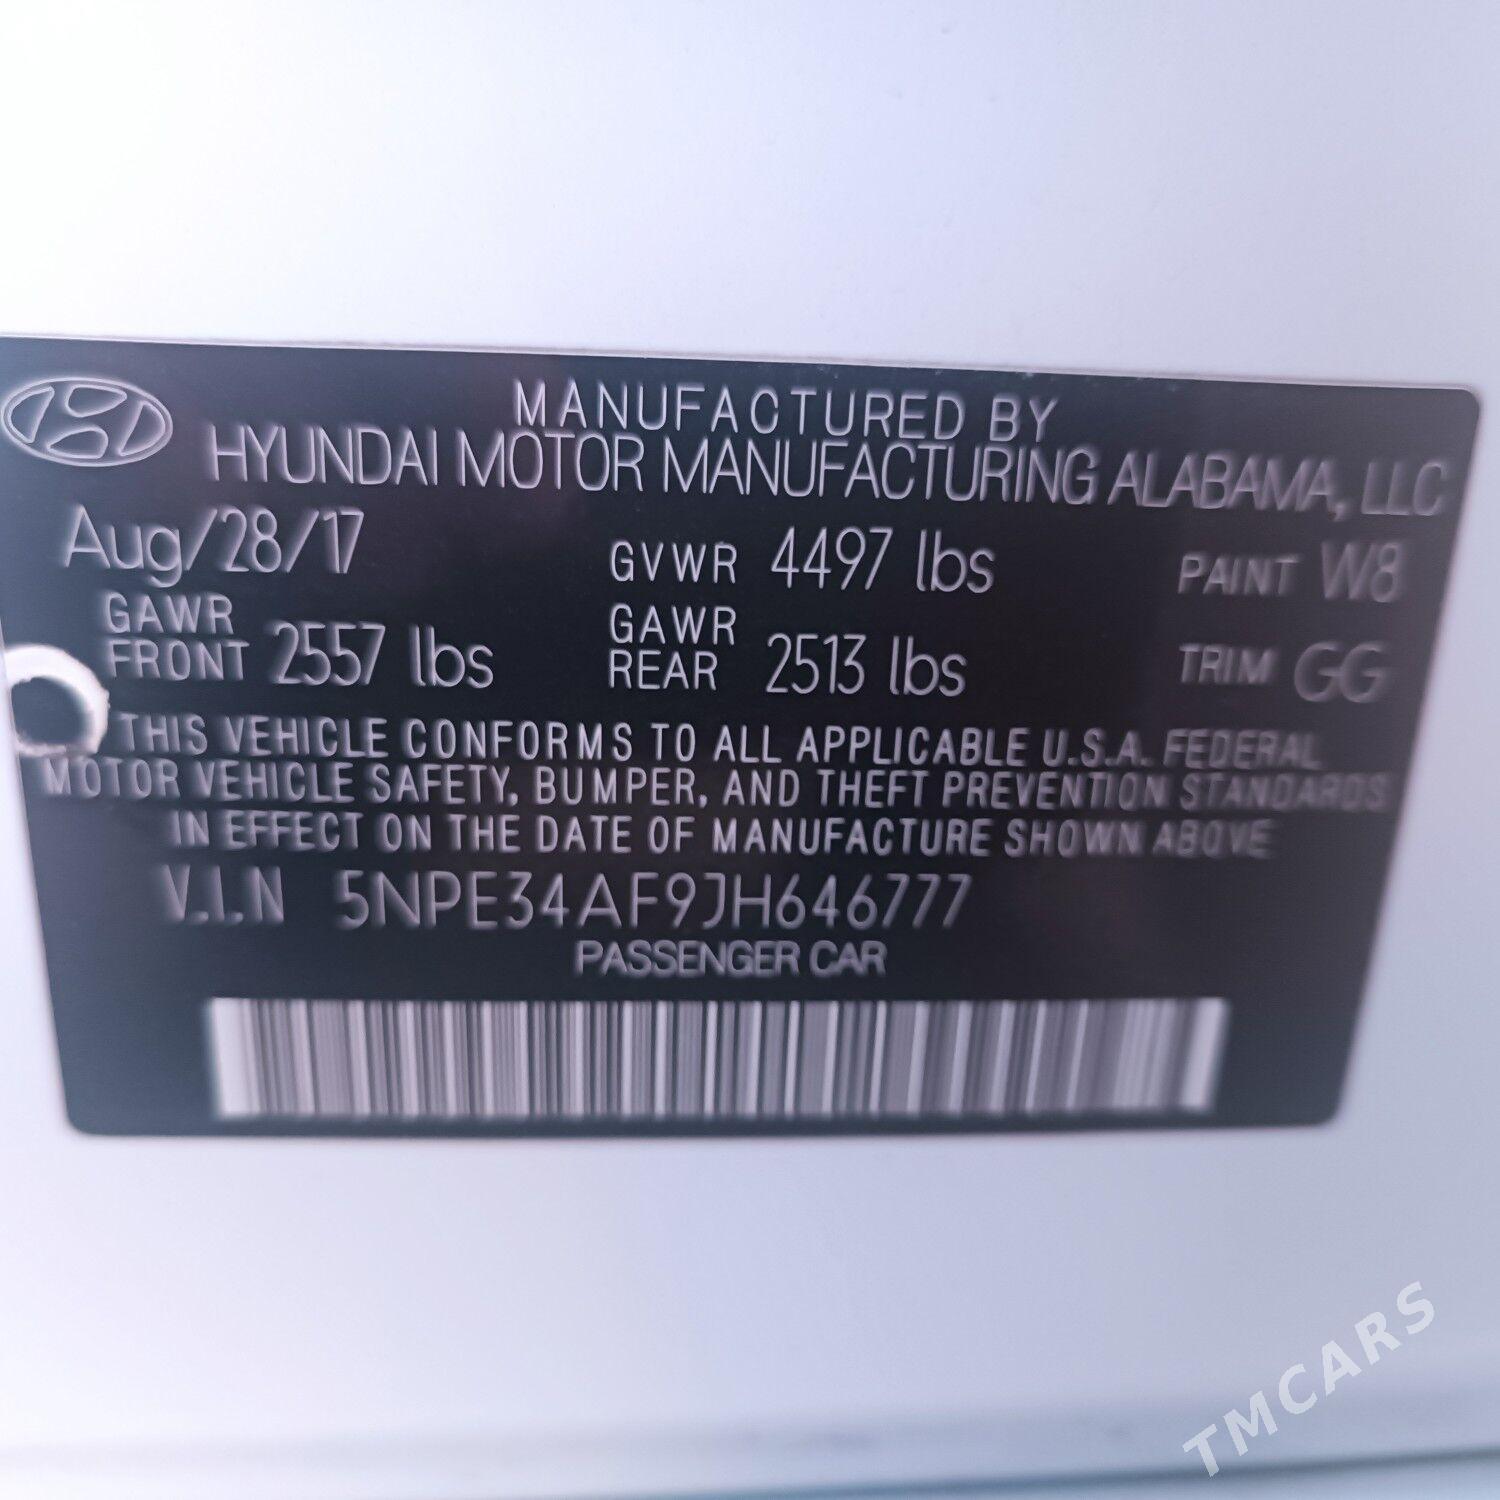 MANUFACTURED BY
HYUNDAI MOTOR MANUFACTURING ALABAMA, LLC
Aug/28/17 GVWR 4497 lbs PAINT W8
GAWR FRONT 2557 lbs GAWR REAR 2513 lbs TRIM GG
THIS VEHICLE CONFORMS TO ALL APPLICABLE U.S.A. FEDERAL
MOTOR VEHICLE SAFETY, BUMPER, AND THEFT PREVENTION STANDARDS
IN EFFECT ON THE DATE OF MANUFACTURE SHOWN ABOVE
V.I.N 5NPE34AF9JH646777
PASSENGER CAR
TMCARS